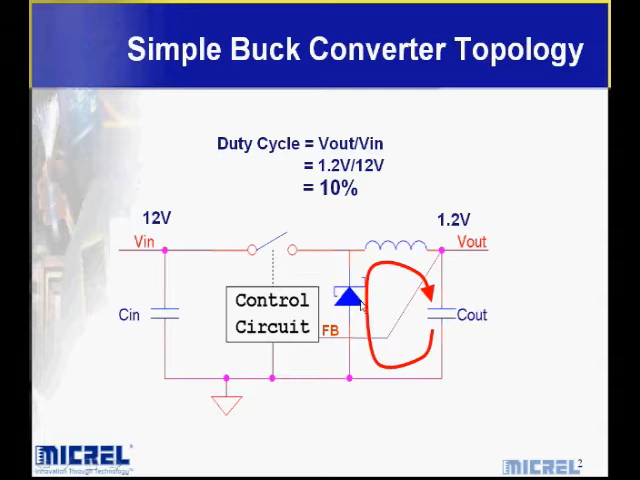 Simple Buck Converter Topology
Duty Cycle = Vout/Vin
= 1.2V/12V
= 10%
12V
1.2V
Vin
Vout
Cin
Control
Circuit
FB
Cout
MICREL
Innovation Through Technology™
MICREL
2